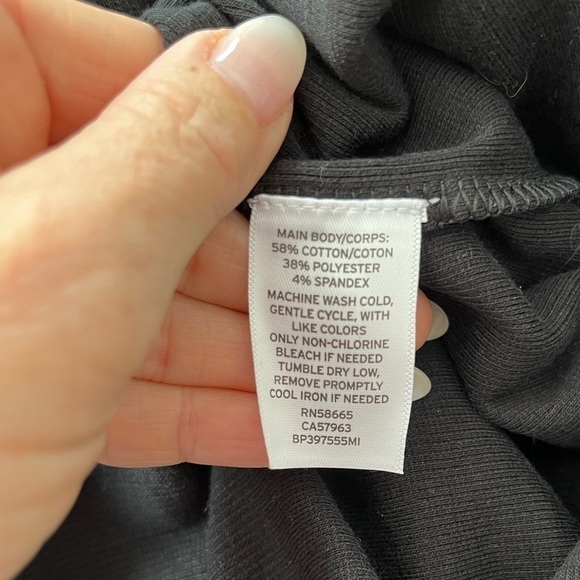 MAIN BODY/CORPS:
58% COTTON/COTON
38% POLYESTER
4% SPANDEX
MACHINE WASH COLD,
GENTLE CYCLE, WITH
LIKE COLORS
ONLY NON-CHLORINE
BLEACH IF NEEDED
TUMBLE DRY LOW,
REMOVE PROMPTLY
COOL IRON IF NEEDED
RN58665
CA57963
BP397555MI